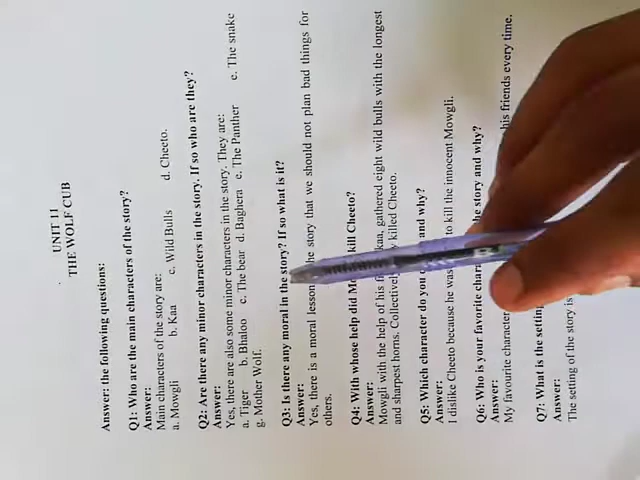 UNIT 11
THE WOLF CUB
Answer: the following questions:
Q1: Who are the main characters of the story?
Answer:
Main characters of the story are:
a. Mowgli b. Kaa c. Wild Bulls d. Cheeto.
Q2: Are there any minor characters in the story. If so who are they?
Answer:
Yes, there are also some minor characters in the story. They are:
a. Tiger b. Bhaloo c. The bear d. Baghera e. The Panther e. The snake
g. Mother Wolf.
Q3: Is there any moral in the story? If so what is it?
Answer:
Yes, there is a moral lesson the story that we should not plan bad things for
others.
Q4: With whose help did kill Cheeto?
Answer:
Mowgli with the help of his kaa, gathered eight wild bulls with the longest
and sharpest horns. Collectively killed Cheeto.
Q5: Which character do you and why?
Answer:
I dislike Cheeto because he was to kill the innocent Mowgli.
Q6: Who is your favorite the story and why?
Answer:
My favourite character his friends every time.
Q7: What is the
Answer:
The setting of the story is